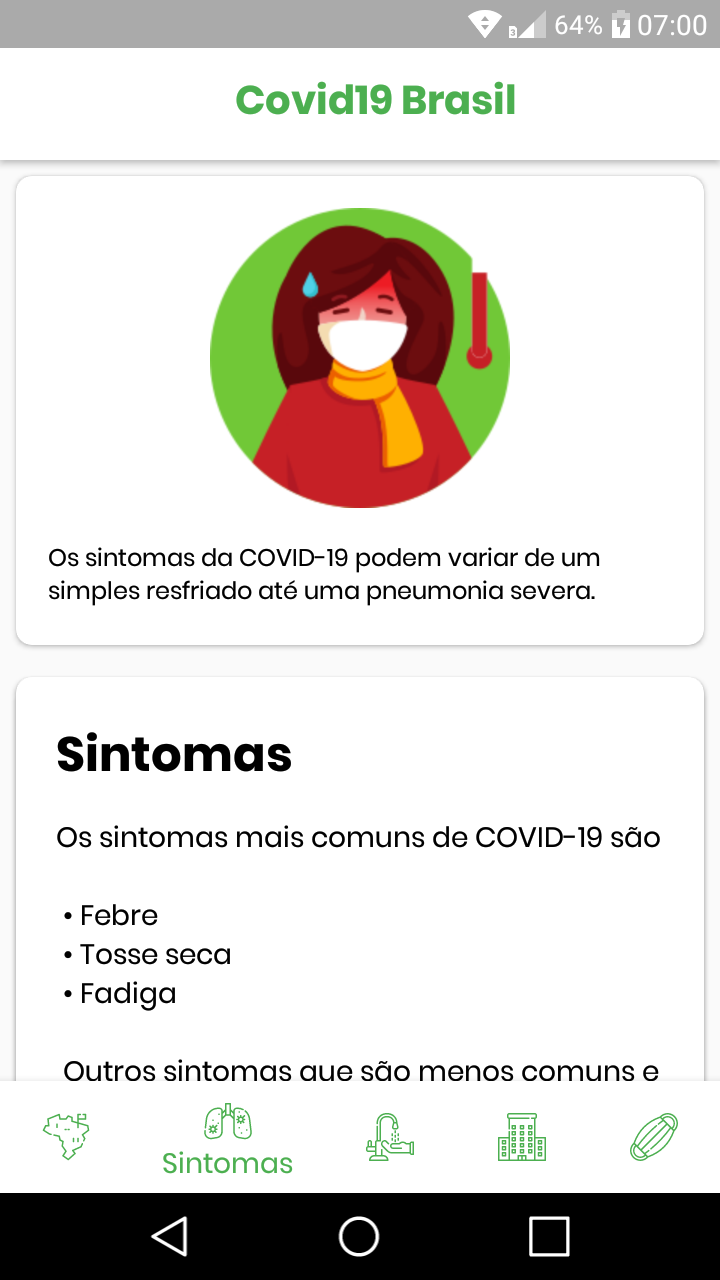 64% 07:00
Covid19 Brasil
Os sintomas da COVID-19 podem variar de um
simples resfriado até uma pneumonia severa.
Sintomas
Os sintomas mais comuns de COVID-19 são
• Febre
• Tosse seca
• Fadiga
Outros sintomas que são menos comuns e
Sintomas